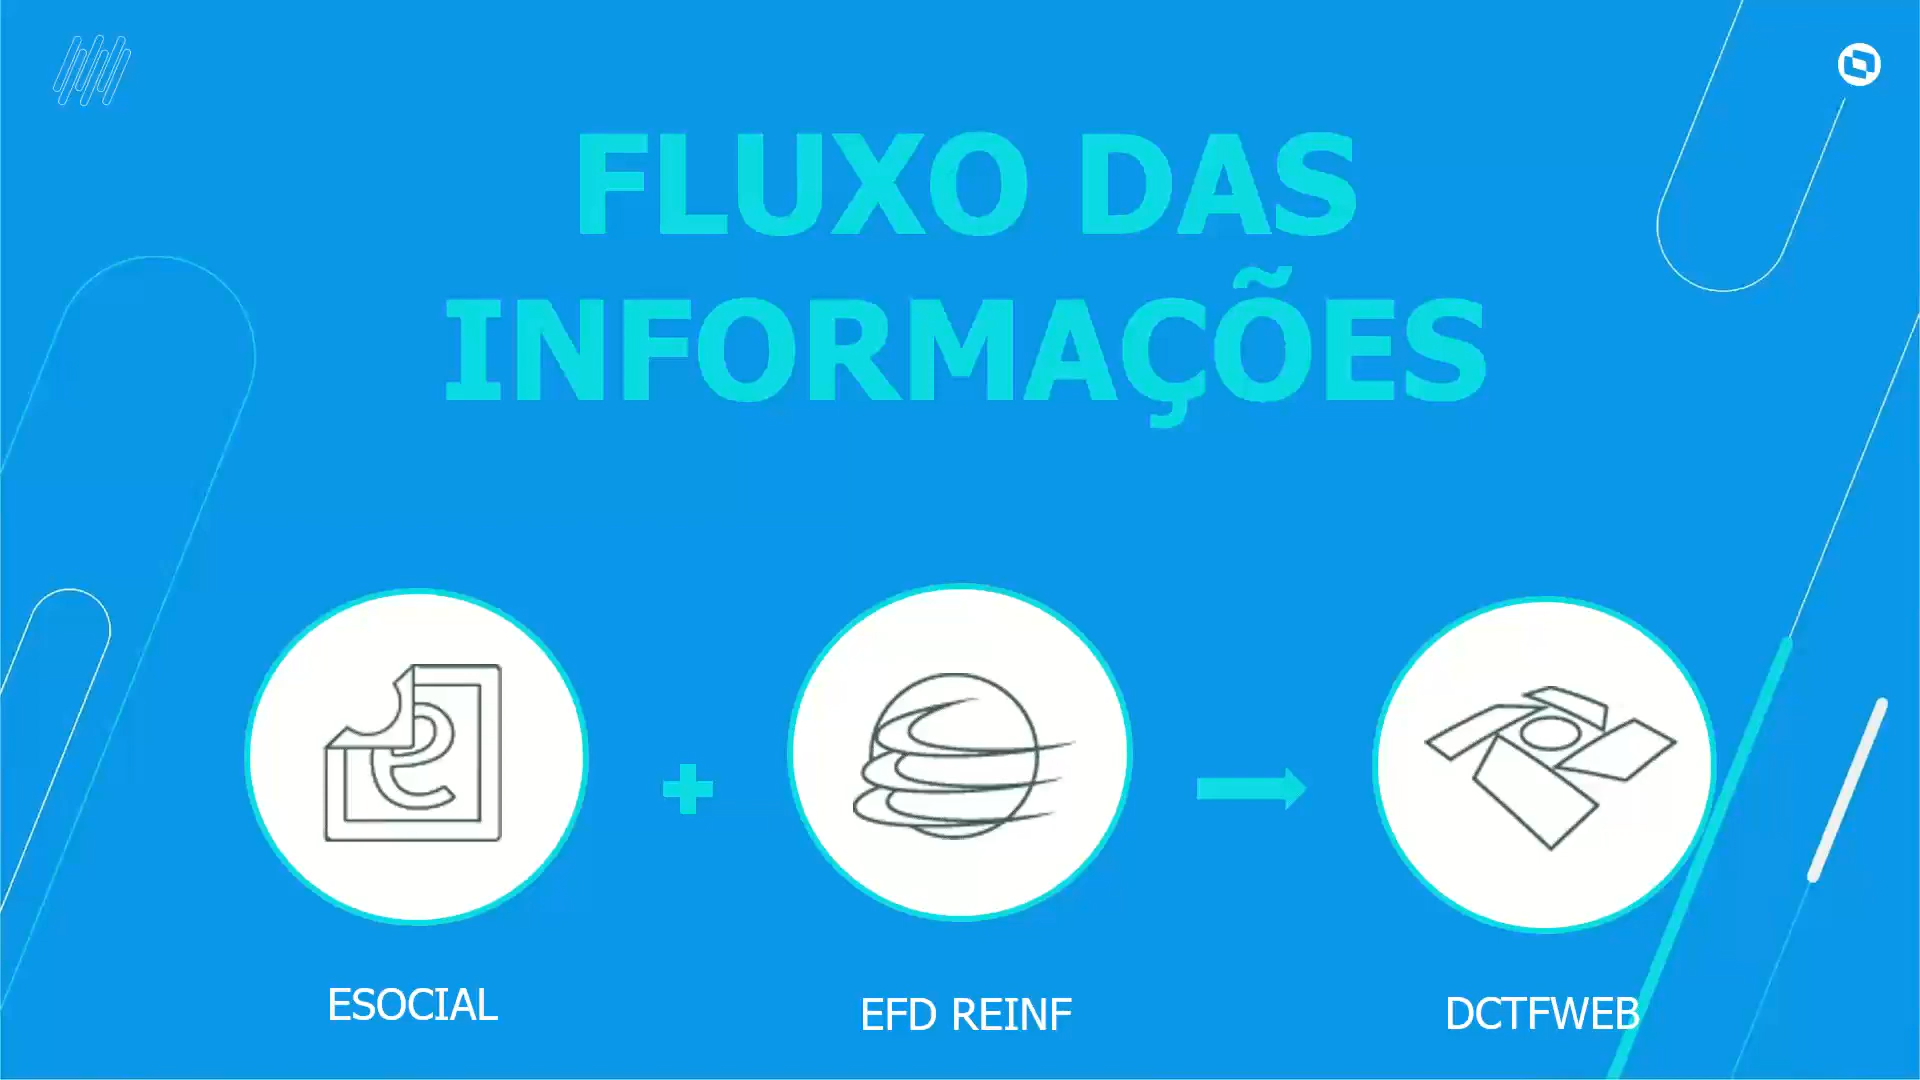 FLUXO DAS
INFORMAÇÕES
ESOCIAL
EFD REINF
DCTFWEB